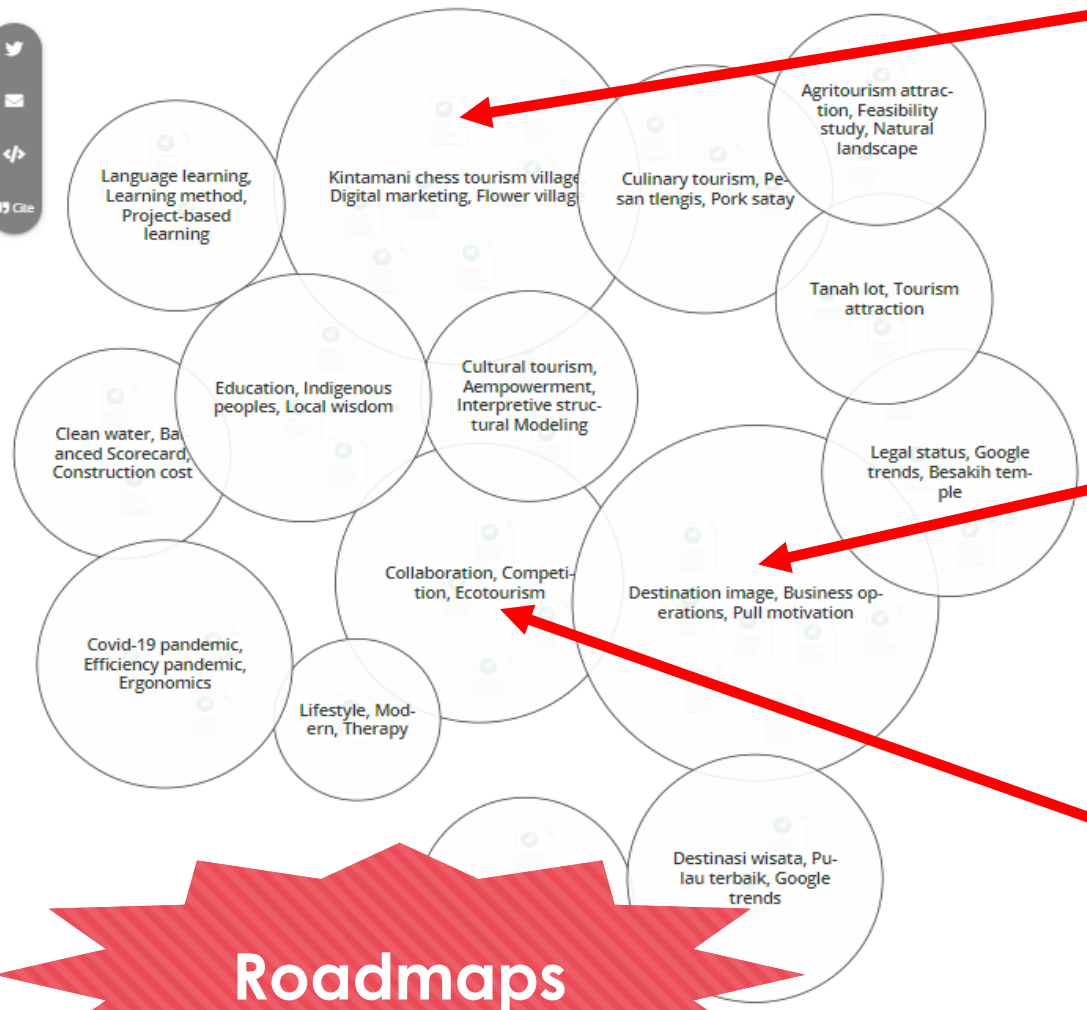 Cite
Agritourism attrac-
tion, Feasibility
study, Natural
landscape
Language learning,
Learning method,
Project-based
learning
Kintamani chess tourism village
Digital marketing, Flower villag
Culinary tourism, Pe-
san tlengis, Pork satay
Tanah lot, Tourism
attraction
Education, Indigenous
peoples, Local wisdom
Cultural tourism,
Aempowerment,
Interpretive struc-
tural Modeling
Clean water, Bal-
anced Scorecard,
Construction cost
Legal status, Google
trends, Besakih tem-
ple
Collaboration, Competi-
tion, Ecotourism
Destination image, Business op-
erations, Pull motivation
Covid-19 pandemic,
Efficiency pandemic,
Ergonomics
Lifestyle, Mod-
ern, Therapy
Destinasi wisata, Pu-
lau terbaik, Google
trends
Roadmaps